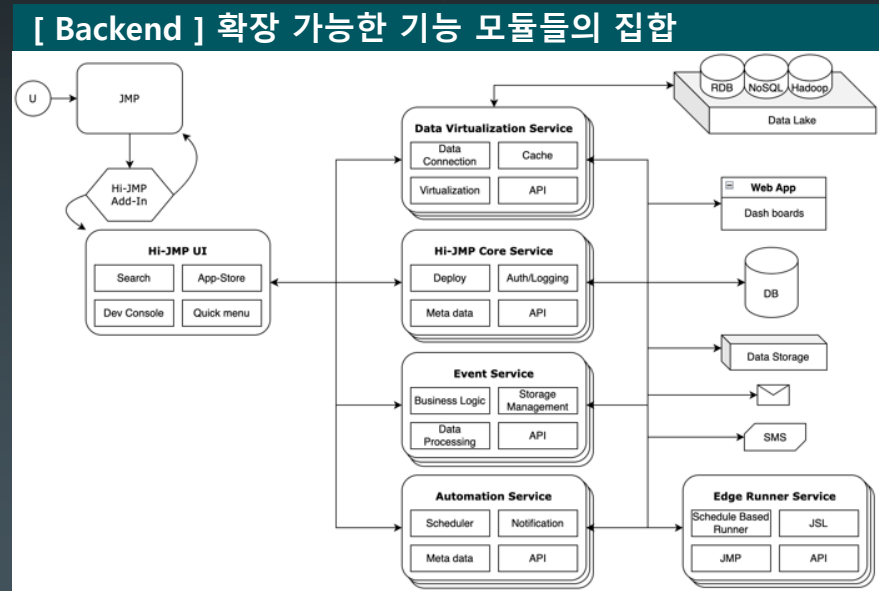 [ Backend ] 확장 가능한 기능 모듈들의 집합
U
JMP
Hi-JMP
Add-In
Hi-JMP UI
Search
App-Store
Dev Console
Quick menu
Data Virtualization Service
Data
Connection
Cache
Virtualization
API
Hi-JMP Core Service
Deploy
Auth/Logging
Meta data
API
Event Service
Business Logic
Storage
Management
Data
Processing
API
Automation Service
Scheduler
Notification
Meta data
API
RDB
NoSQL
Hadoop
Data Lake
Web App
Dash boards
DB
Data Storage
SMS
Edge Runner Service
Schedule Based
Runner
JSL
JMP
API